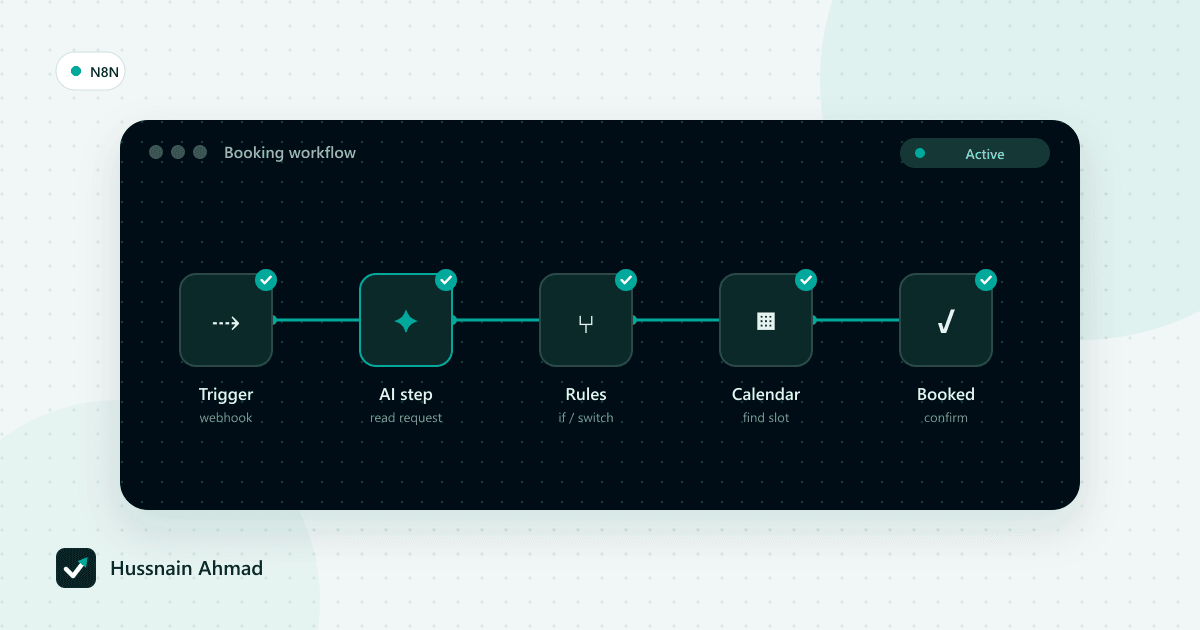 N8N
Booking workflow
Active
Trigger
webhook
AI step
read request
Rules
if / switch
Calendar
find slot
Booked
confirm
Hussnain Ahmad